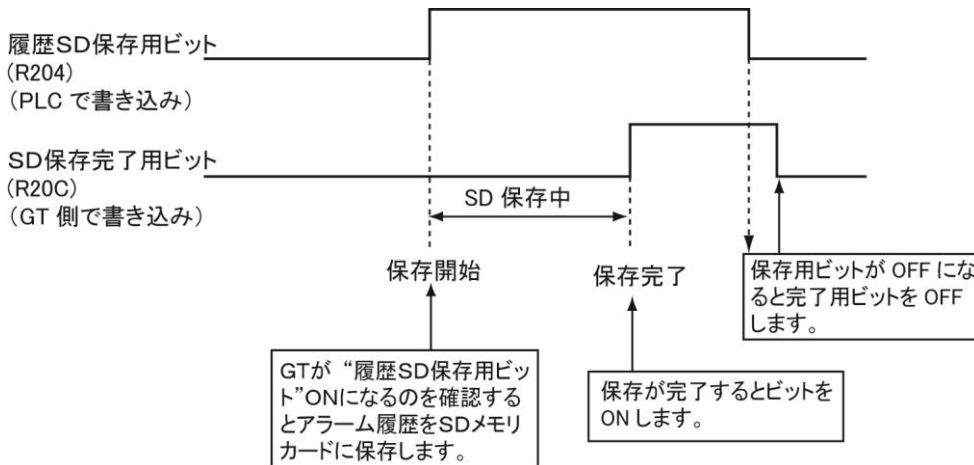 履歴SD保存用ビット
(R204)
(PLC で書き込み)
SD保存完了用ビット
(R20C)
(GT 側で書き込み)
SD 保存中
保存開始
保存完了
保存用ビットが OFF にな
ると完了用ビットを OFF
します。
GTが “履歴SD保存用ビッ
ト”ONになるのを確認する
とアラーム履歴をSDメモリ
カードに保存します。
保存が完了するとビットを
ON します。